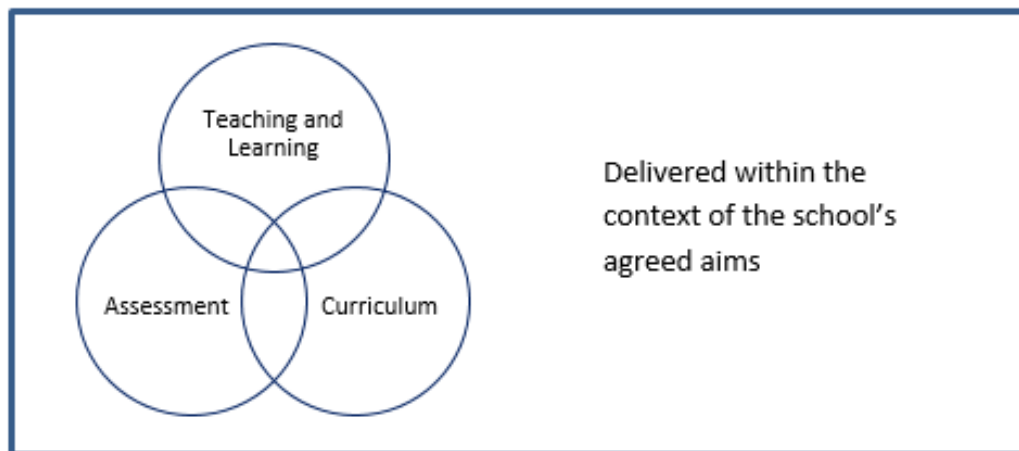 Teaching and
Learning
Assessment
Curriculum
Delivered within the
context of the school’s
agreed aims